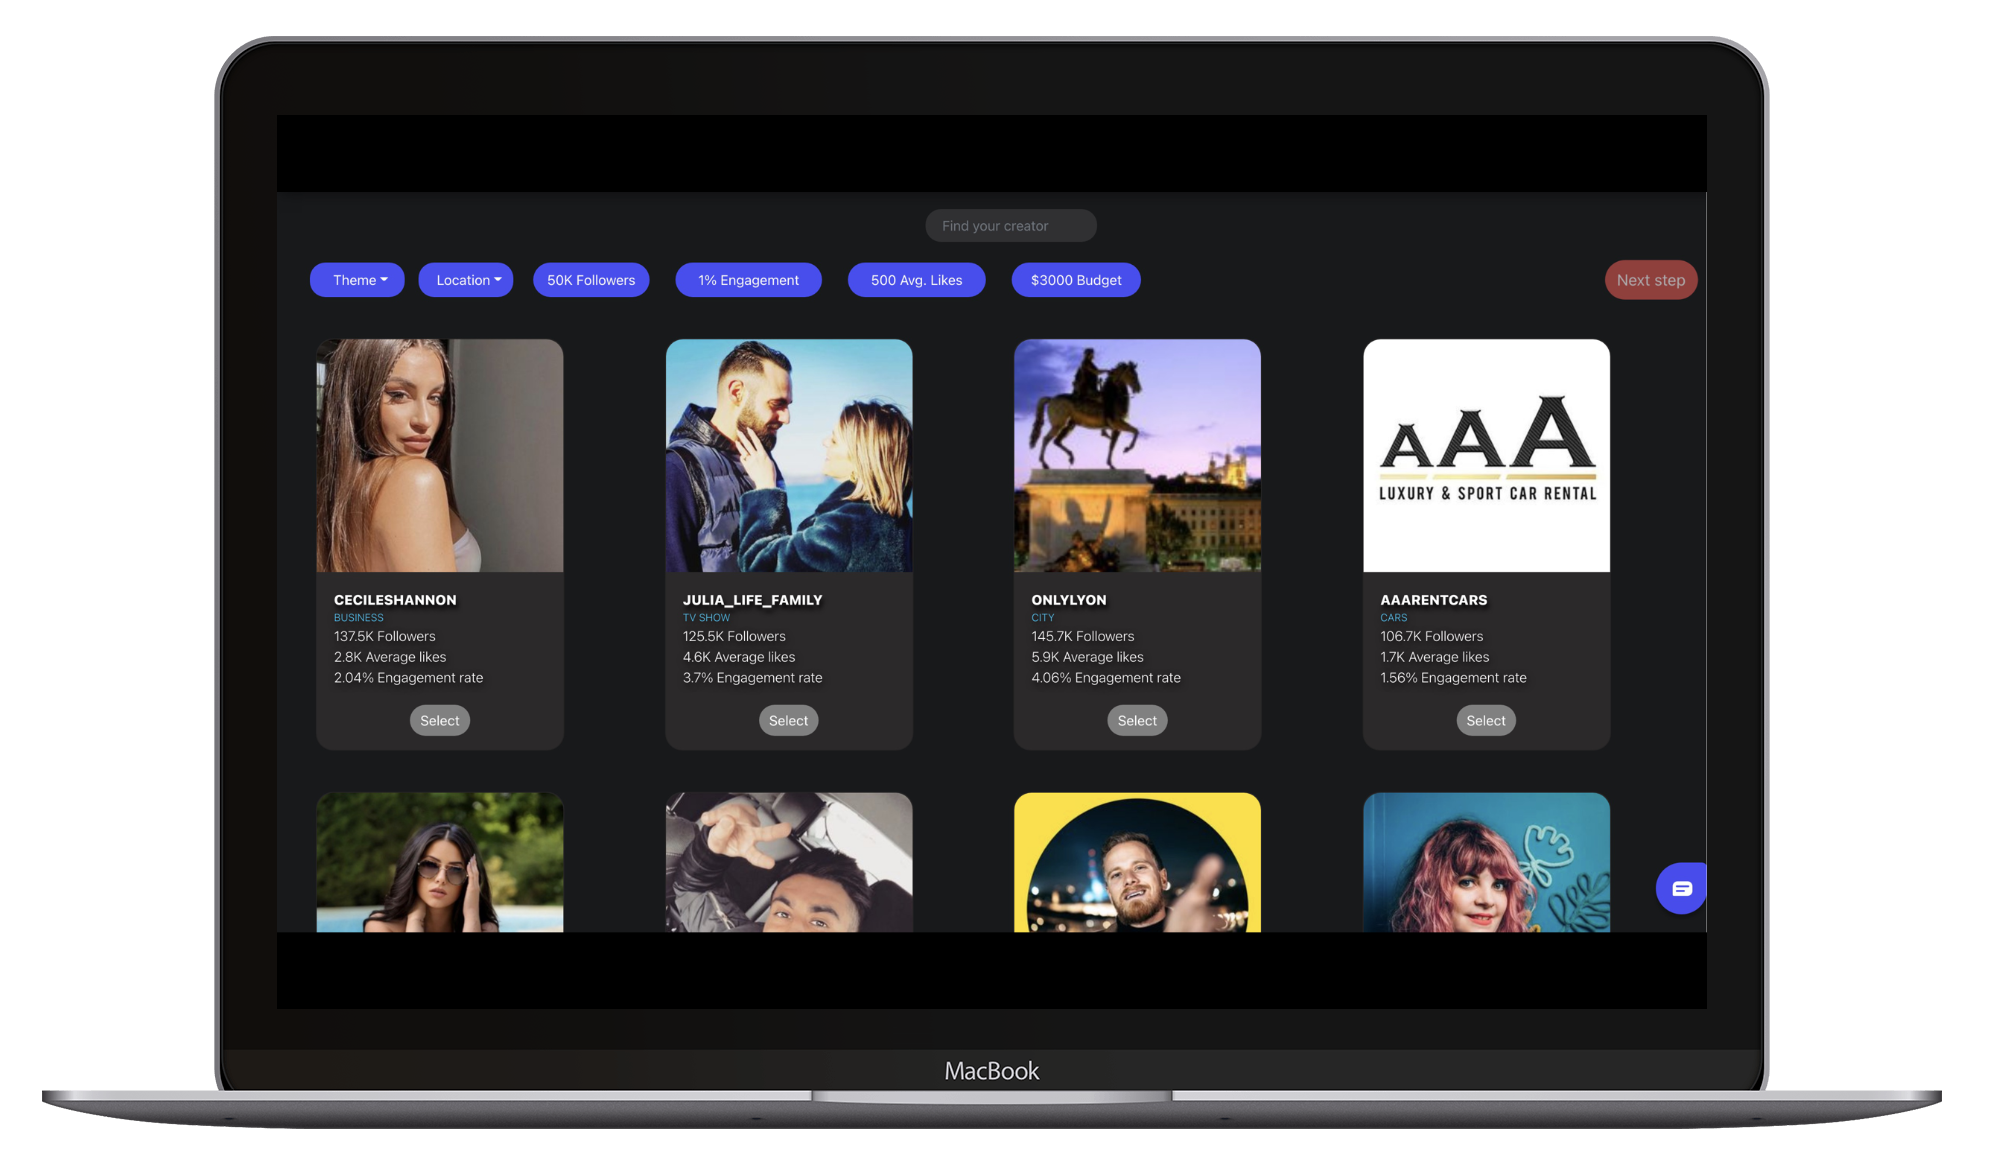 Find your creator
Theme
Location
50K Followers
1% Engagement
500 Avg. Likes
$3000 Budget
Next step
AAA
LUXURY & SPORT CAR RENTAL
CECILESHANNON
BUSINESS
137.5K Followers
2.8K Average likes
2.04% Engagement rate
Select
JULIA_LIFE_FAMILY
TV SHOW
125.5K Followers
4.6K Average likes
3.7% Engagement rate
Select
ONLYLYON
CITY
145.7K Followers
5.9K Average likes
4.06% Engagement rate
Select
AAARENTCARS
CARS
106.7K Followers
1.7K Average likes
1.56% Engagement rate
Select
MacBook